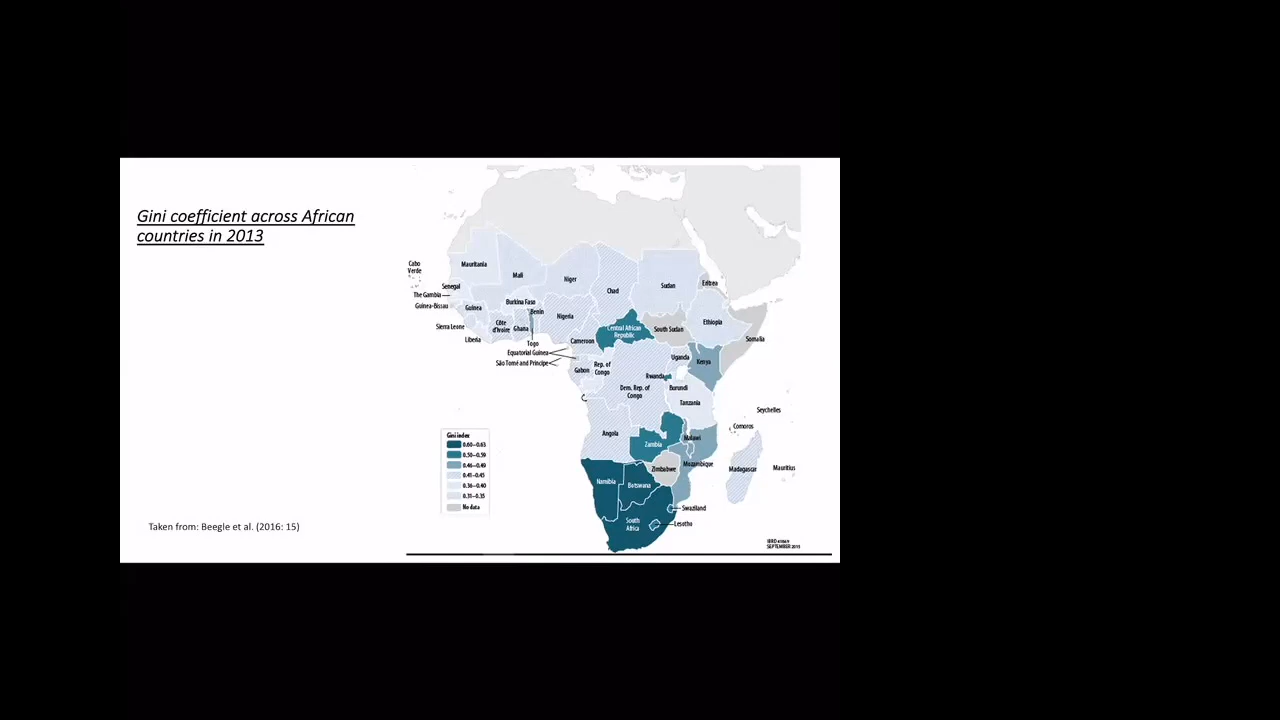 Gini coefficient across African
countries in 2013
Cabo
Verde
Mauritania
Mali
Niger
Chad
Sudan
Eritrea
Senegal
The Gambia
Guinea-Bissau
Guinea
Burkina Faso
Benin
Sierra Leone
Côte
d'Ivoire
Ghana
Nigeria
Central African
Republic
South Sudan
Ethiopia
Somalia
Liberia
Togo
Cameroon
Equatorial Guinea
São Tomé and Príncipe
Gabon
Rep. of
Congo
Uganda
Kenya
Rwanda
Burundi
Dem. Rep. of
Congo
Tanzania
Seychelles
Comoros
Angola
Zambia
Malawi
Mozambique
Zimbabwe
Madagascar
Mauritius
Namibia
Botswana
Swaziland
South
Africa
Lesotho
Gini index
0.60–0.63
0.50–0.59
0.46–0.49
0.41–0.45
0.36–0.40
0.31–0.35
No data
Taken from: Beegle et al. (2016: 15)
SEPTEMBER 2015